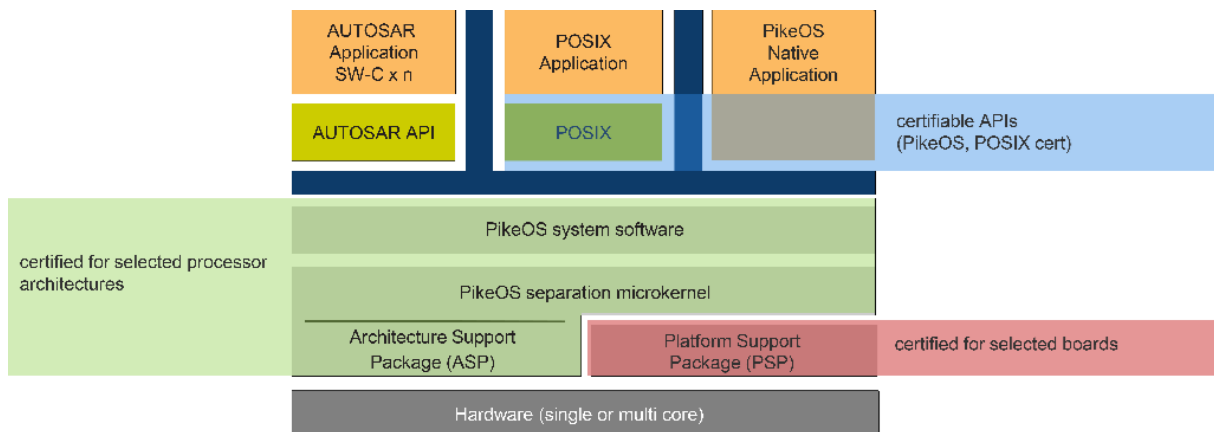 AUTOSAR
Application
SW-C x n
POSIX
Application
PikeOS
Native
Application
AUTOSAR API
POSIX
certifiable APIs
(PikeOS, POSIX cert)
PikeOS system software
certified for selected processor
architectures
PikeOS separation microkernel
Architecture Support
Package (ASP)
Platform Support
Package (PSP)
certified for selected boards
Hardware (single or multi core)